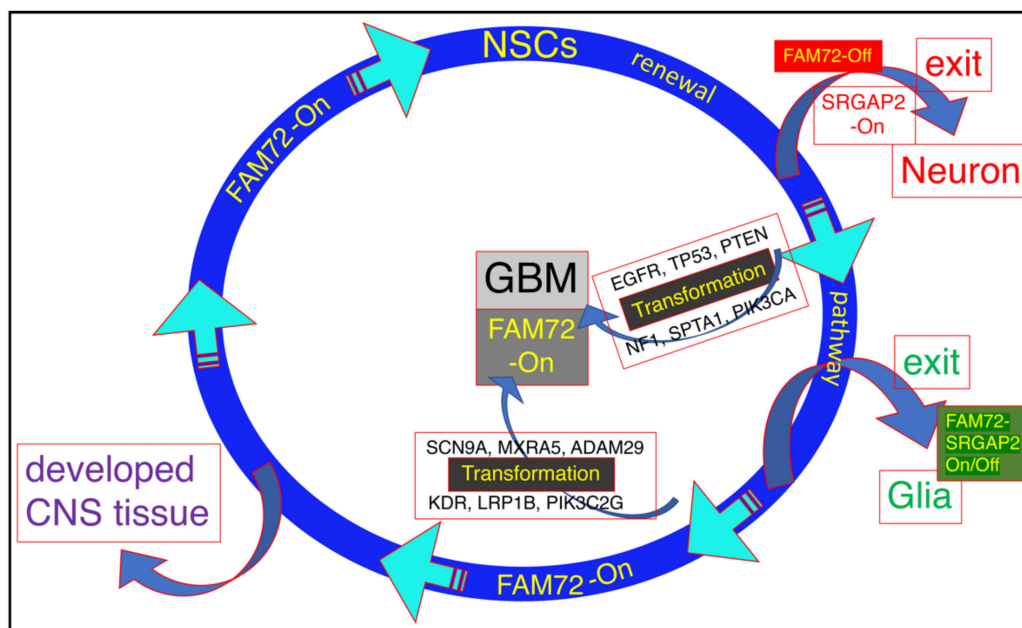 NSCs
renewal
pathway
FAM72-On
FAM72-Off
SRGAP2
-On
exit
Neuron
EGFR, TP53, PTEN
Transformation
NF1, SPTA1, PIK3CA
GBM
FAM72
-On
exit
FAM72-
SRGAP2
On/Off
Glia
SCN9A, MXRA5, ADAM29
Transformation
KDR, LRP1B, PIK3C2G
developed
CNS tissue
FAM72-On